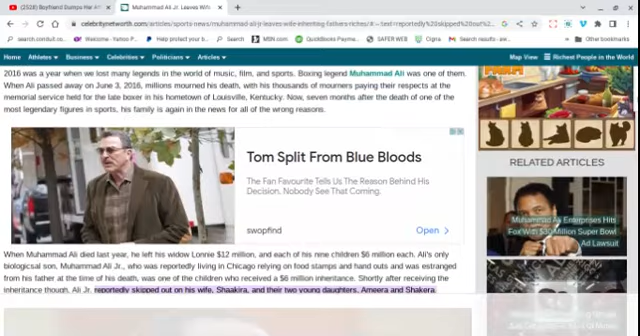 (2328) Boyfriend Dumps Her Af
Muhammad Ali Jr. Leaves Wife
celebritynetworth.com/articles/sports-news/muhammad-ali-jr-leaves-wife-inheriting-fathers-riches/#:~:text=reportedly%20skipped%20out%2...
search.conduit.co...
Welcome - Yahoo P...
Home Depot help protect you...
Search
MSN.com
QuickBooks Payme...
SAFER WEB
Cigna
Search results - aw...
Other bookmarks
Home
Athletes
Business
Celebrities
Politicians
Articles
Map View
Richest People in the World
2016 was a year when we lost many legends in the world of music, film, and sports. Boxing legend Muhammad Ali was one of them.
When Ali passed away on June 3, 2016, millions mourned his death, with his thousands of mourners paying their respects at the
memorial service held for the late boxer in his hometown of Louisville, Kentucky. Now, seven months after the death of one of the
most legendary figures in sports, his family is again in the news for all of the wrong reasons.
Tom Split From Blue Bloods
The Fan Favourite Tells Us The Reason Behind His
Decision. Nobody See That Coming.
swopfind
Open
RELATED ARTICLES
Muhammad Ali Enterprises Hits
Fox With $30 Million Super Bowl
Ad Lawsuit
When Muhammad Ali died last year, he left his widow Lonnie $12 million, and each of his nine children $6 million each. Ali's only
biologicsal son, Muhammad Ali Jr., who was reportedly living in Chicago relying on food stamps and hand outs and was estranged
from his father at the time of his death, was one of the children who received a $6 million inheritance. Shortly after receiving the
inheritance though, Ali Jr. reportedly skipped out on his wife, Shaakira, and their two young daughters, Ameera and Shakera.